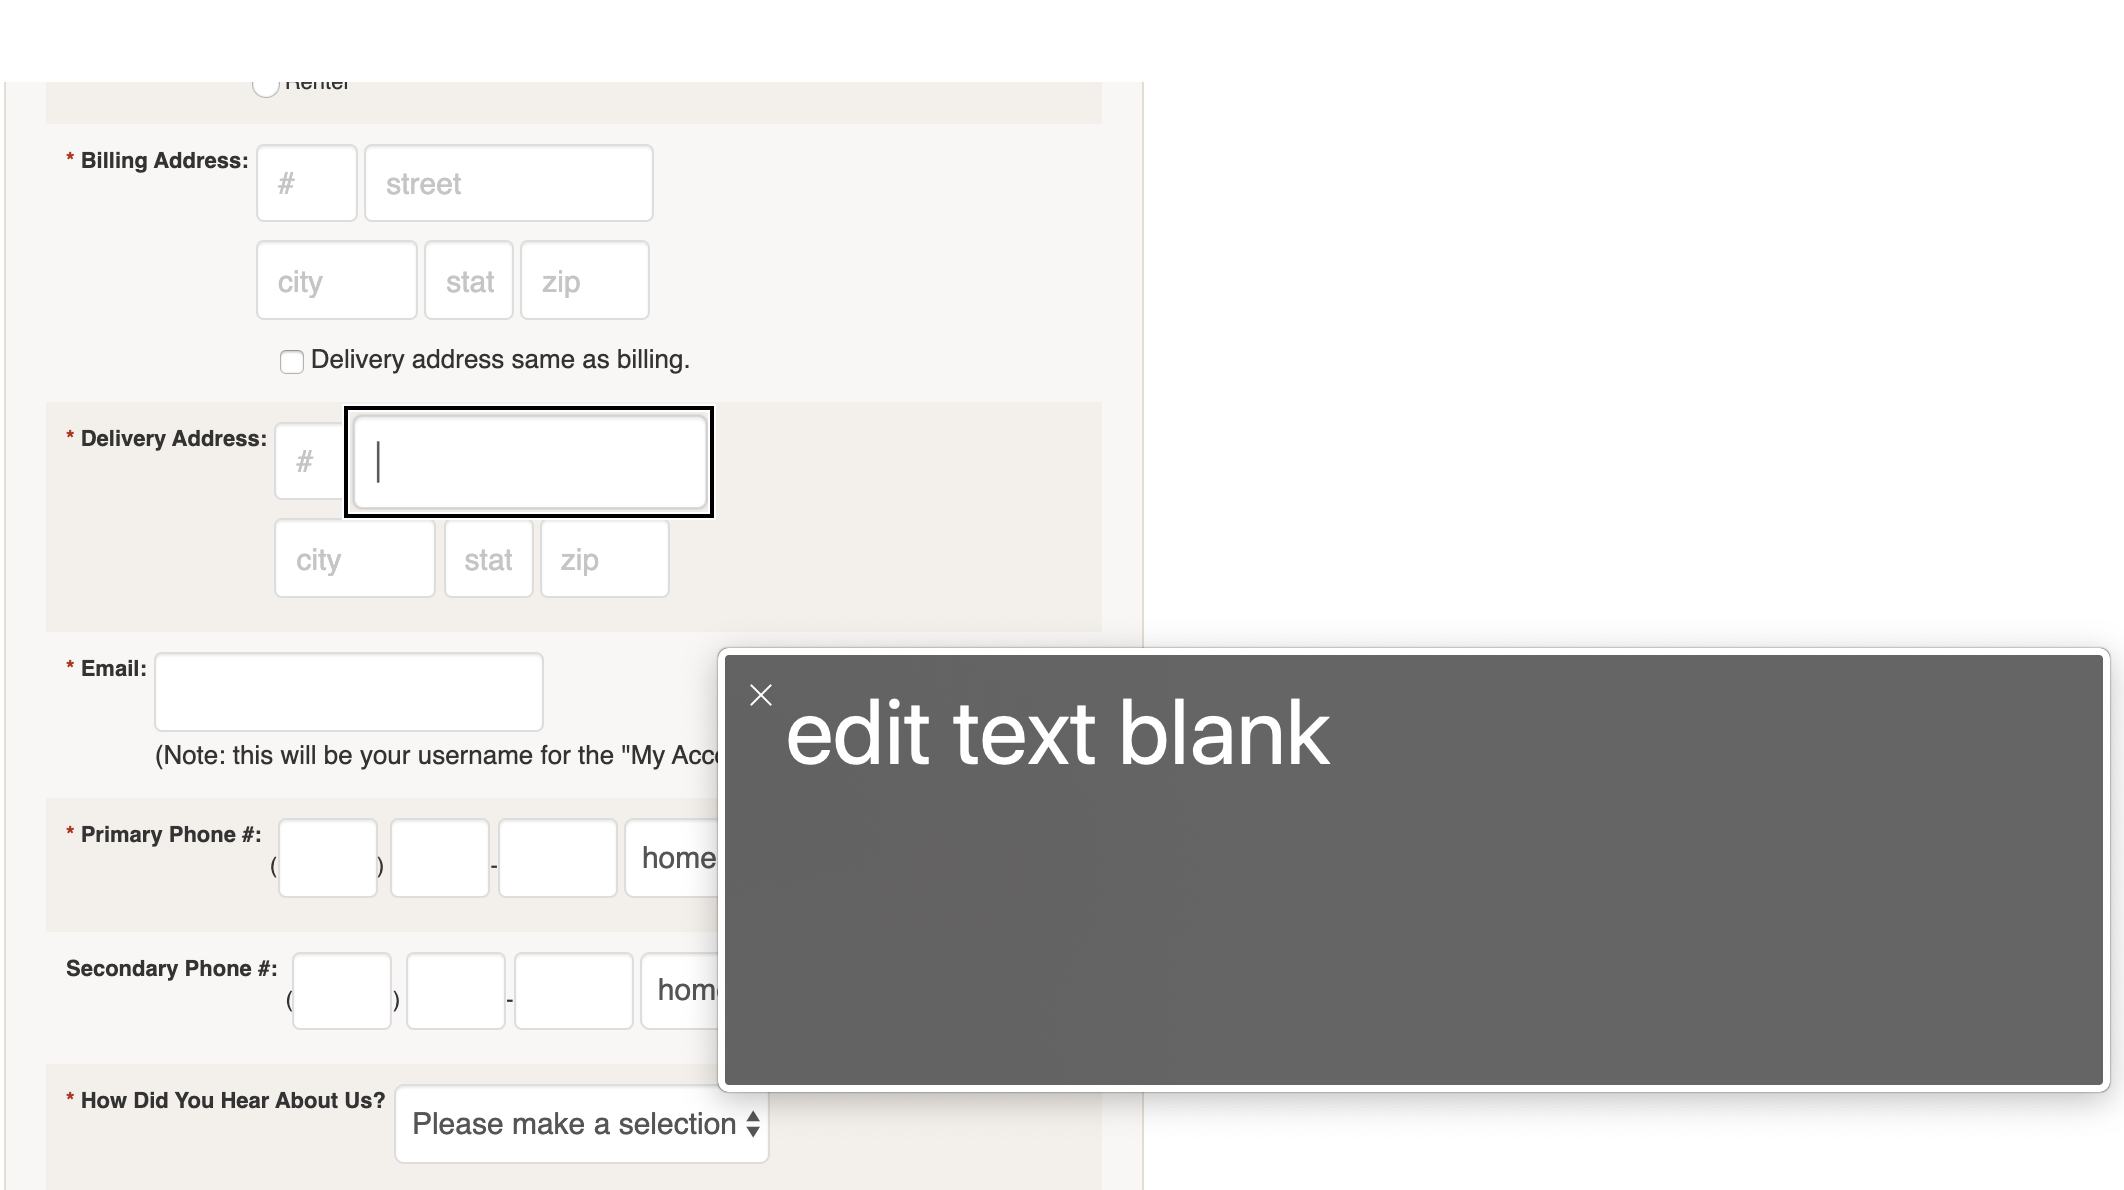 Renter
* Billing Address:
#
street
city
stat
zip
Delivery address same as billing.
* Delivery Address:
#
city
stat
zip
* Email:
(Note: this will be your username for the "My Acc
edit text blank
* Primary Phone #:
( ) - home
Secondary Phone #:
( ) - hom
* How Did You Hear About Us?
Please make a selection